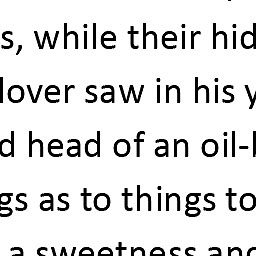 s, while their hid
lover saw in his y
d head of an oil-
gs as to things to
a sweetness and